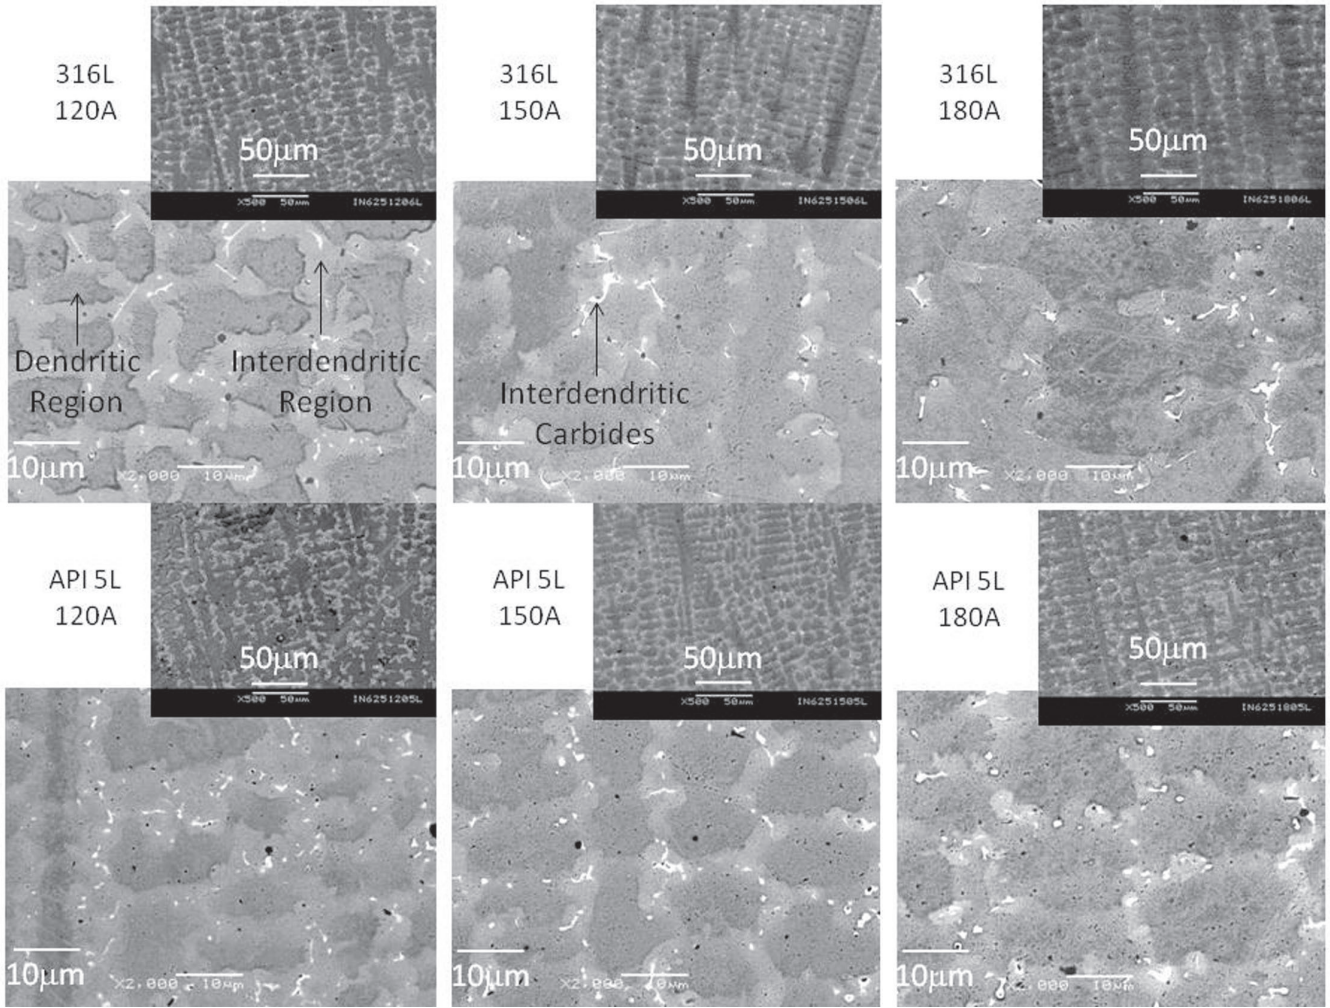 316L
120A
50μm
X500 50μm IN6251206L
Dendritic
Region
Interdendritic
Region
10μm
X2,000 10μm
316L
150A
50μm
X500 50μm IN6251506L
Interdendritic
Carbides
10μm
X2,000 10μm
316L
180A
50μm
X500 50μm IN6251806L
10μm
X2,000 10μm
API 5L
120A
50μm
X500 50μm IN6251205L
10μm
X2,000 10μm
API 5L
150A
50μm
X500 50μm IN6251505L
10μm
X2,000 10μm
API 5L
180A
50μm
X500 50μm IN6251805L
10μm
X2,000 10μm